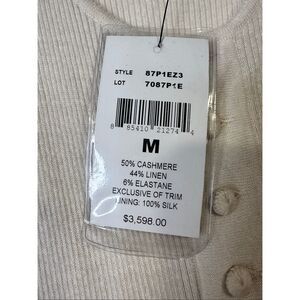 STYLE 87P1EZ3
LOT 7087P1E
8 85410 21274 4
M
50% CASHMERE
44% LINEN
6% ELASTANE
EXCLUSIVE OF TRIM
LINING: 100% SILK
$3,598.00